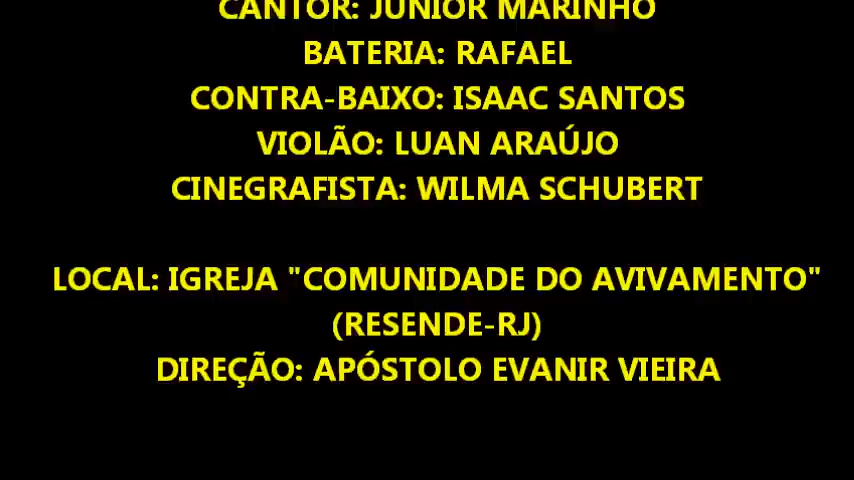 CANTOR: JUNIOR MARINHO
BATERIA: RAFAEL
CONTRA-BAIXO: ISAAC SANTOS
VIOLÃO: LUAN ARAÚJO
CINEGRAFISTA: WILMA SCHUBERT
LOCAL: IGREJA "COMUNIDADE DO AVIVAMENTO"
(RESENDE-RJ)
DIREÇÃO: APÓSTOLO EVANIR VIEIRA